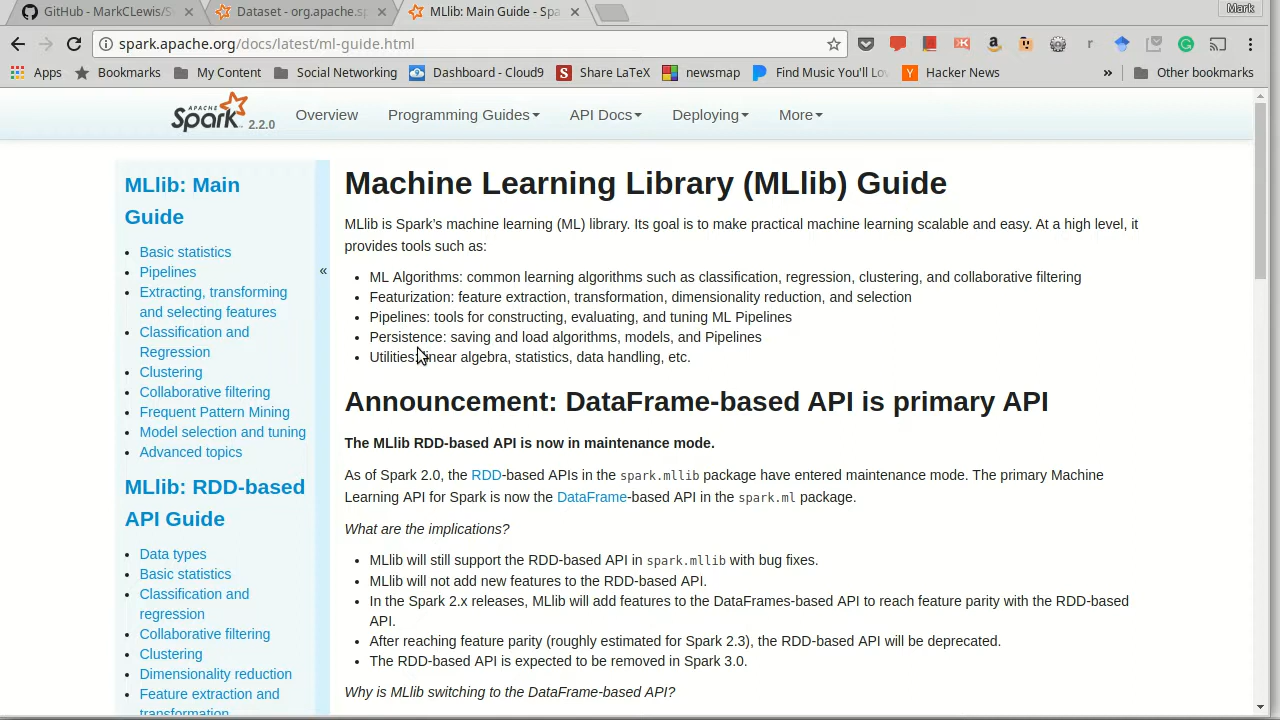 GitHub - MarkCLewis/S
Dataset - org.apache.sp
MLlib: Main Guide - Spa
Mark
spark.apache.org/docs/latest/ml-guide.html
Apps
Bookmarks
My Content
Social Networking
Dashboard - Cloud9
Share LaTeX
newsmap
Find Music You'll Lo
Hacker News
»
Other bookmarks
APACHE
Spark 2.2.0
Overview
Programming Guides
API Docs
Deploying
More
MLlib: Main
Guide
• Basic statistics
• Pipelines
• Extracting, transforming
and selecting features
• Classification and
Regression
• Clustering
• Collaborative filtering
• Frequent Pattern Mining
• Model selection and tuning
• Advanced topics
MLlib: RDD-based
API Guide
• Data types
• Basic statistics
• Classification and
regression
• Collaborative filtering
• Clustering
• Dimensionality reduction
• Feature extraction and
transformation
«
Machine Learning Library (MLlib) Guide
MLlib is Spark's machine learning (ML) library. Its goal is to make practical machine learning scalable and easy. At a high level, it
provides tools such as:
• ML Algorithms: common learning algorithms such as classification, regression, clustering, and collaborative filtering
• Featurization: feature extraction, transformation, dimensionality reduction, and selection
• Pipelines: tools for constructing, evaluating, and tuning ML Pipelines
• Persistence: saving and load algorithms, models, and Pipelines
• Utilities: linear algebra, statistics, data handling, etc.
Announcement: DataFrame-based API is primary API
The MLlib RDD-based API is now in maintenance mode.
As of Spark 2.0, the RDD-based APIs in the spark.mllib package have entered maintenance mode. The primary Machine
Learning API for Spark is now the DataFrame-based API in the spark.ml package.
What are the implications?
• MLlib will still support the RDD-based API in spark.mllib with bug fixes.
• MLlib will not add new features to the RDD-based API.
• In the Spark 2.x releases, MLlib will add features to the DataFrames-based API to reach feature parity with the RDD-based
API.
• After reaching feature parity (roughly estimated for Spark 2.3), the RDD-based API will be deprecated.
• The RDD-based API is expected to be removed in Spark 3.0.
Why is MLlib switching to the DataFrame-based API?